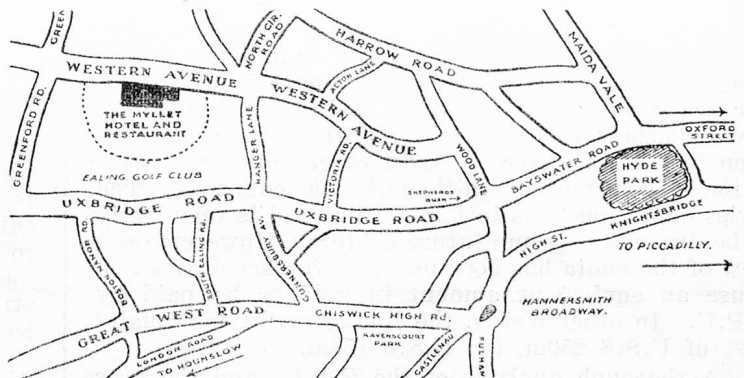 GREEN
NORTH CIR.
ROAD
HARROW ROAD
MAIDA VALE
WESTERN AVENUE
ACTON LANE
WESTERN AVENUE
OXFORD
STREET
GREENFORD RD.
THE MYLLET
HOTEL AND
RESTAURANT
HANGER LANE
VICTORIA RD.
WOOD LANE
BAYSWATER ROAD
HYDE
PARK
EALING GOLF CLUB
SHEPHERDS
BUSH
UXBRIDGE ROAD
UXBRIDGE ROAD
KNIGHTSBRIDGE
HIGH ST.
TO PICCADILLY.
BOSTON MANOR RD.
SOUTH EALING RD.
GUNNERSBURY AV.
GREAT WEST ROAD
CHISWICK HIGH Rd.
HAMMERSMITH
BROADWAY.
RAVENSCOURT
PARK
CASTLENAU
FULHAM
LONDON ROAD
TO HOUNSLOW